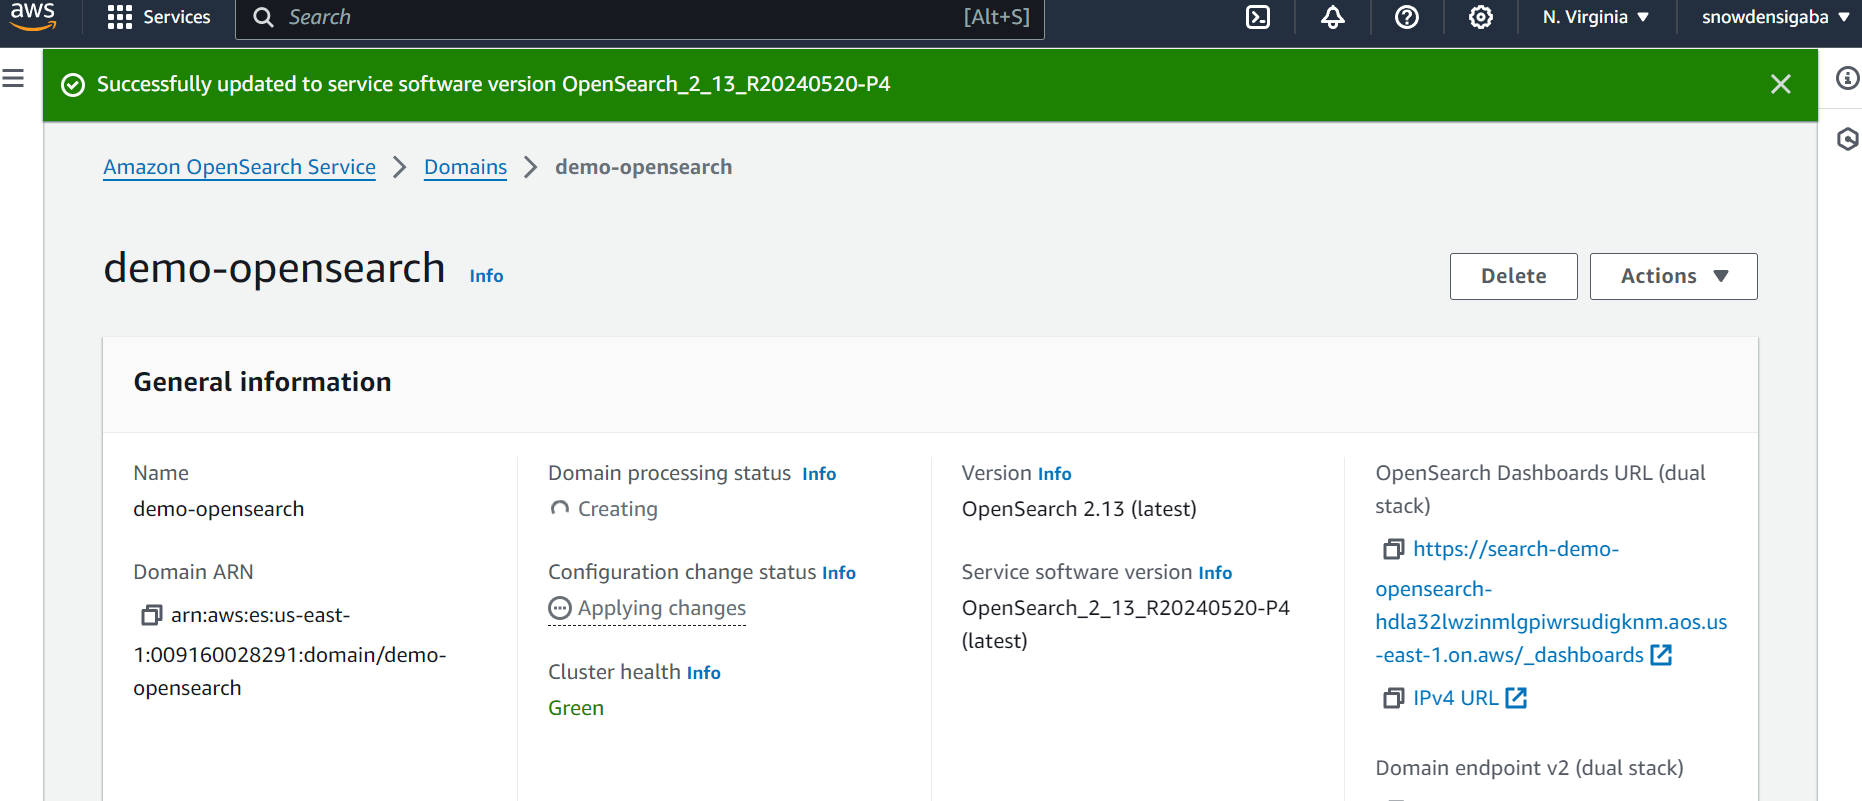 aws
Services
Search
[Alt+S]
N. Virginia
snowdensigaba
Successfully updated to service software version OpenSearch_2_13_R20240520-P4
Amazon OpenSearch Service
Domains
demo-opensearch
demo-opensearch
Info
Delete
Actions
General information
Name
demo-opensearch
Domain ARN
arn:aws:es:us-east-
1:009160028291:domain/demo-
opensearch
Domain processing status Info
Creating
Configuration change status Info
Applying changes
Cluster health Info
Green
Version Info
OpenSearch 2.13 (latest)
Service software version Info
OpenSearch_2_13_R20240520-P4
(latest)
OpenSearch Dashboards URL (dual
stack)
https://search-demo-
opensearch-
hdla32lwzinmlgpiwrsudigknm.aos.us
-east-1.on.aws/_dashboards
IPv4 URL
Domain endpoint v2 (dual stack)